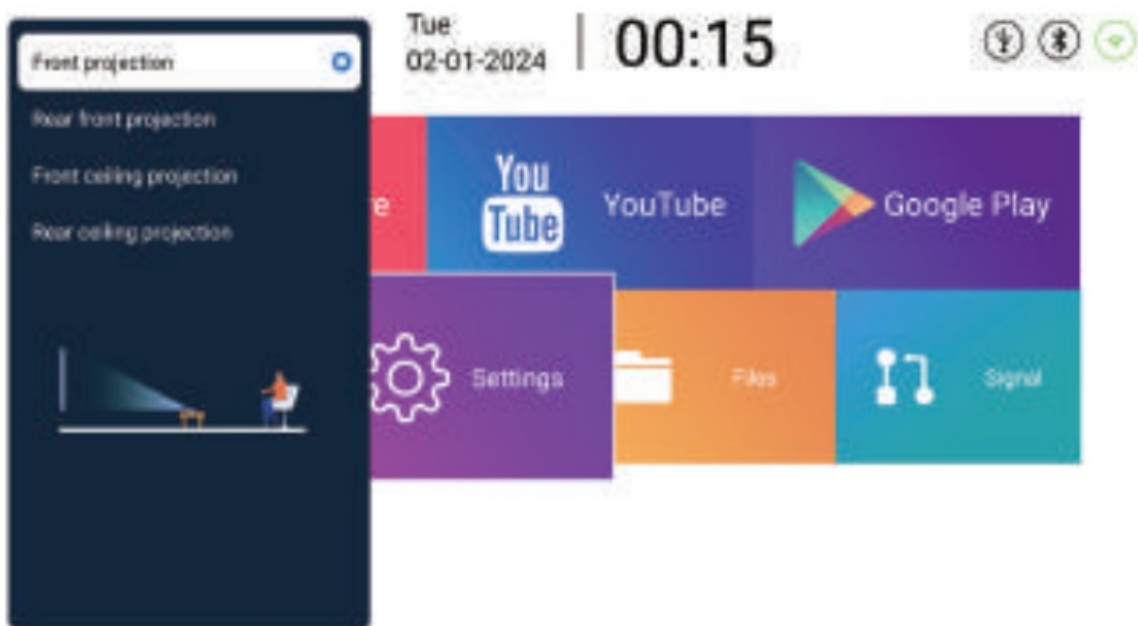 Front projection
Rear front projection
Front ceiling projection
Rear ceiling projection
Tue
02-01-2024
00:15
e
You
Tube
YouTube
Google Play
Settings
Files
Signal